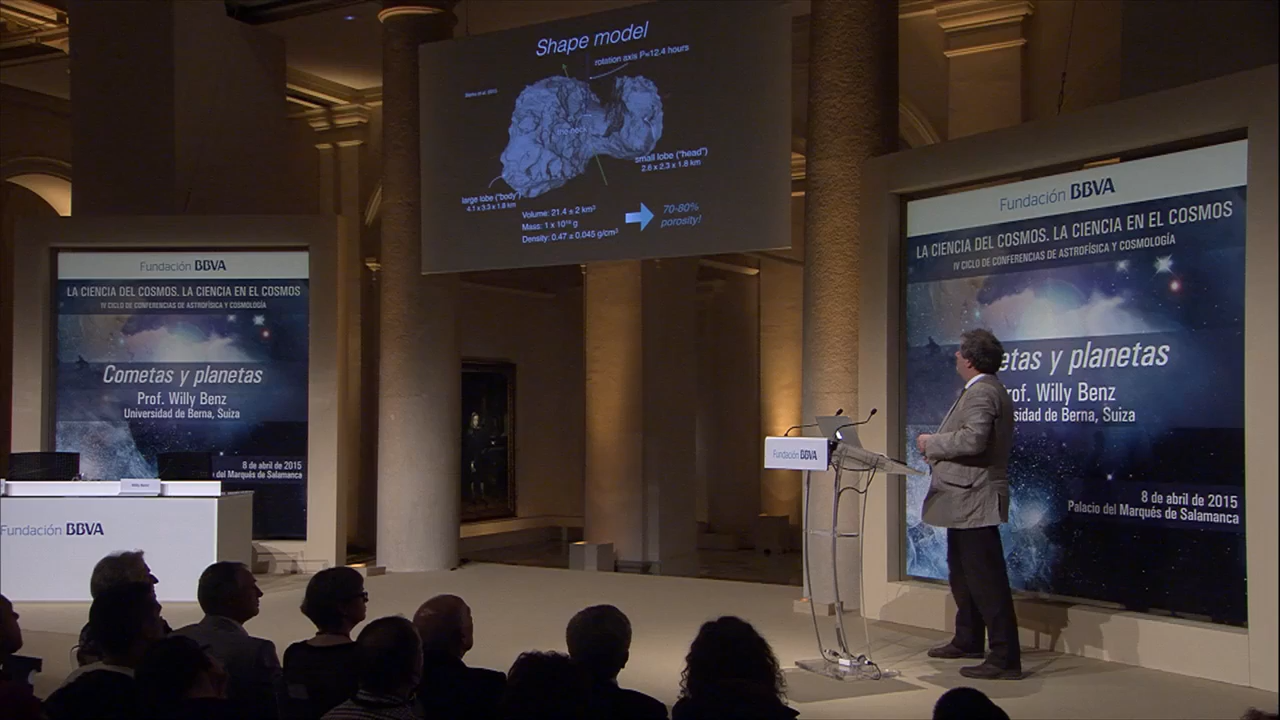 Shape model
rotation axis P=12.4 hours
small lobe ("head")
2.6 x 2.3 x 1.8 km
large lobe ("body")
4.1 x 3.3 x 1.8 km
Volume: 21.4 ± 2 km³
Mass: 1 x 10¹³ g
Density: 0.47 ± 0.045 g/cm³
70-80%
porosity!
Fundación BBVA
LA CIENCIA DEL COSMOS. LA CIENCIA EN EL COSMOS
IV CICLO DE CONFERENCIAS DE ASTROFÍSICA Y COSMOLOGÍA
Cometas y planetas
Prof. Willy Benz
Universidad de Berna, Suiza
8 de abril de 2015
del Marqués de Salamanca
Willy Benz
Fundación BBVA
Fundación BBVA
Fundación BBVA
LA CIENCIA DEL COSMOS. LA CIENCIA EN EL COSMOS
IV CICLO DE CONFERENCIAS DE ASTROFÍSICA Y COSMOLOGÍA
etas y planetas
rof. Willy Benz
sidad de Berna, Suiza
8 de abril de 2015
Palacio del Marqués de Salamanca